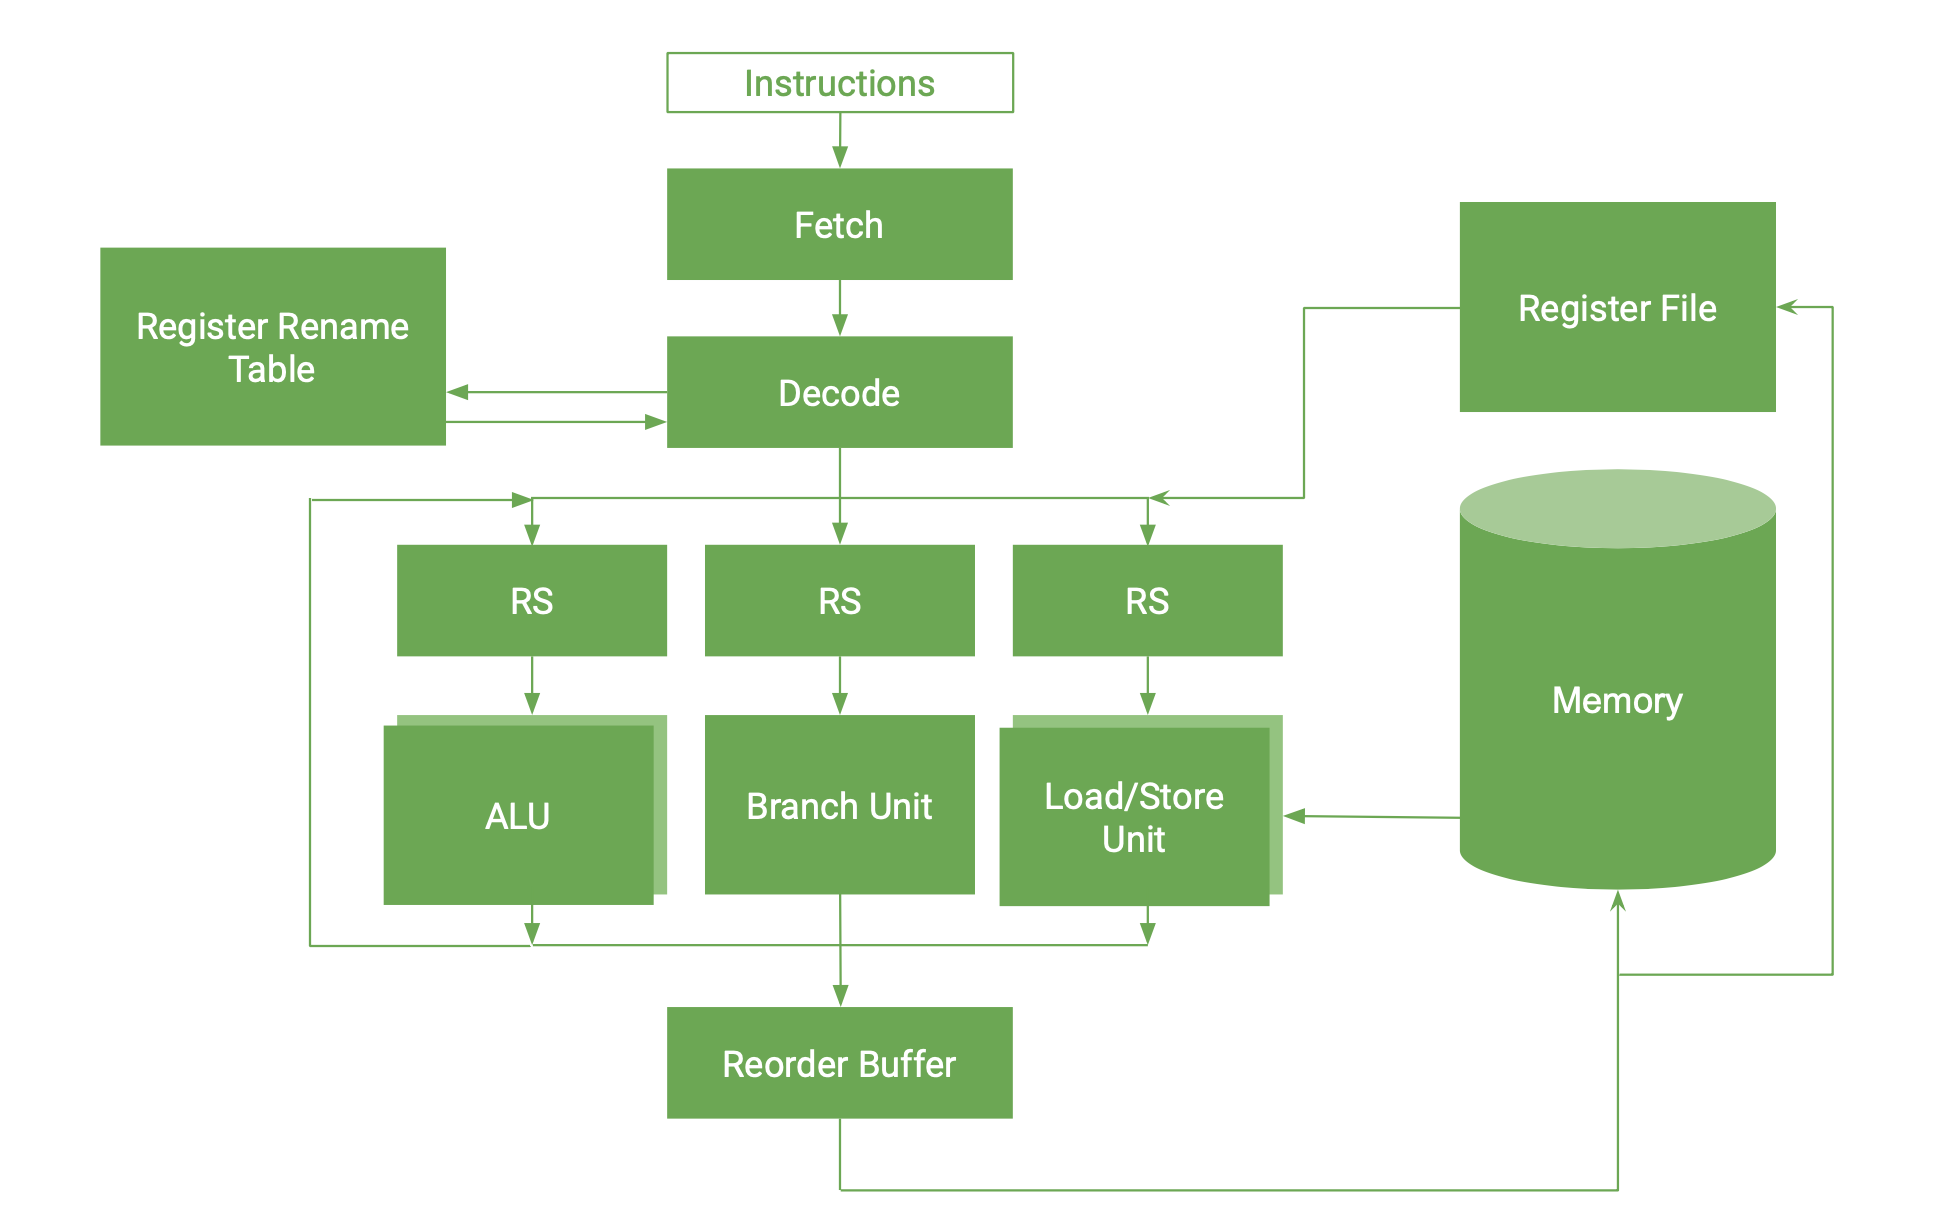 Instructions
Fetch
Register Rename
Table
Decode
Register File
RS
RS
RS
Memory
ALU
Branch Unit
Load/Store
Unit
Reorder Buffer